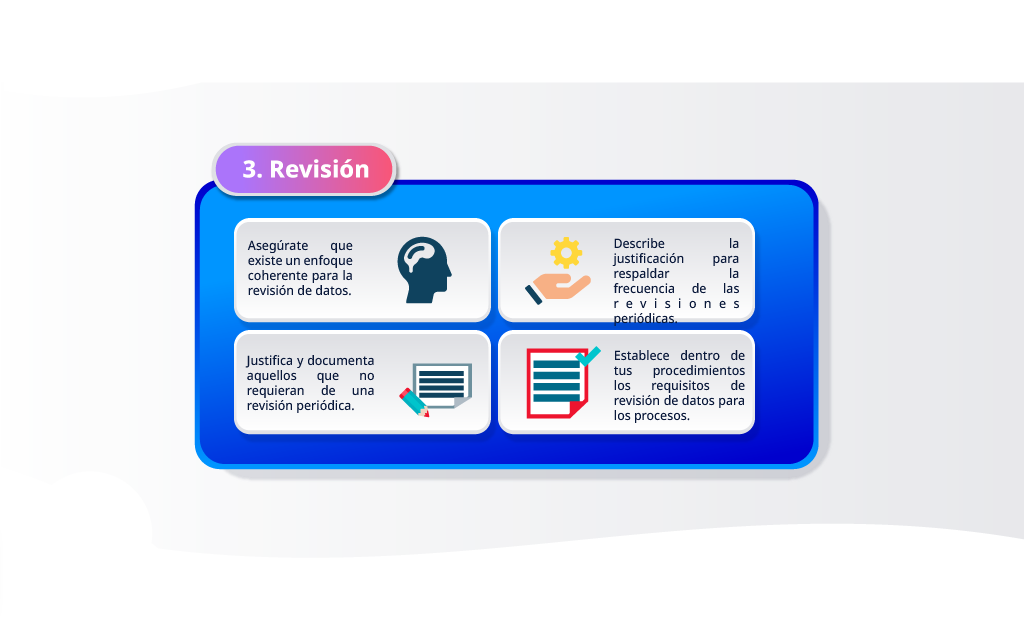 3. Revisión
Asegúrate que
existe un enfoque
coherente para la
revisión de datos.
Describe la
justificación para
respaldar la
frecuencia de las
revisiones
periódicas.
Justifica y documenta
aquellos que no
requieran de una
revisión periódica.
Establece dentro de
tus procedimientos
los requisitos de
revisión de datos para
los procesos.